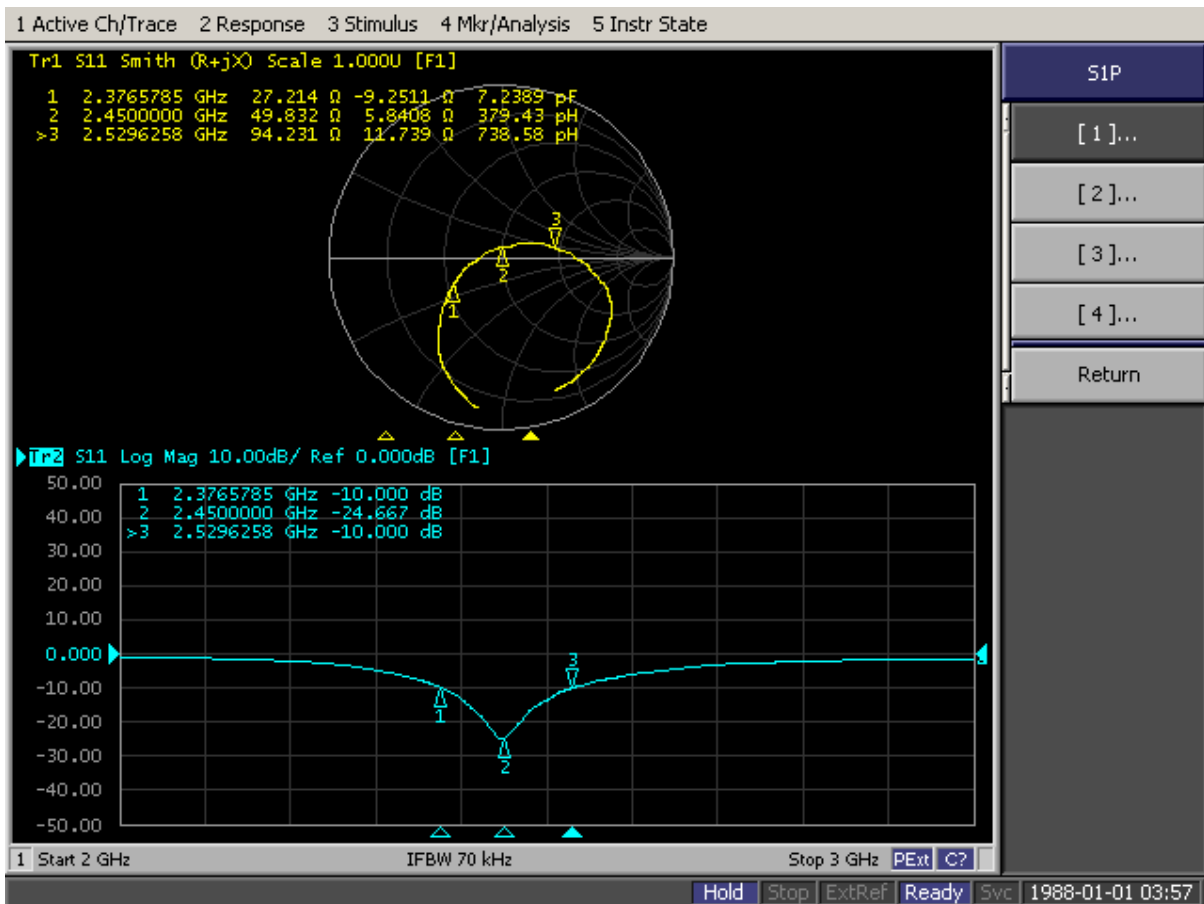 1 Active Ch/Trace 2 Response 3 Stimulus 4 Mkr/Analysis 5 Instr State
Tr1 S11 Smith (R+jX) Scale 1.000U [F1]
1 2.3765785 GHz 27.214 Ω -9.2511 Ω 7.2389 pF
2 2.4500000 GHz 49.832 Ω 5.8408 Ω 379.43 pH
>3 2.5296258 GHz 94.231 Ω 11.739 Ω 738.58 pH
3
2
1
Tr2 S11 Log Mag 10.00dB/ Ref 0.000dB [F1]
50.00
40.00
30.00
20.00
10.00
0.000
-10.00
-20.00
-30.00
-40.00
-50.00
1 2.3765785 GHz -10.000 dB
2 2.4500000 GHz -24.667 dB
>3 2.5296258 GHz -10.000 dB
3
1
2
1 Start 2 GHz IFBW 70 kHz Stop 3 GHz PExt C?
S1P
[ 1 ]...
[ 2 ]...
[ 3 ]...
[ 4 ]...
Return
Hold Stop ExtRef Ready Svc 1988-01-01 03:57